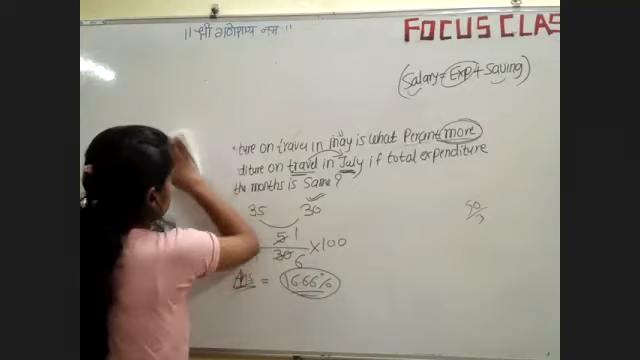 ॥ श्री गणेशाय नमः ॥
FOCUS CLAS
(Salary = Exp + Saving)
ture on travel in may is what Percent more
diture on travel in July if total expenditure
the months is Same?
35 30
5 1
30 × 100
6
Ans = 16.66%
50